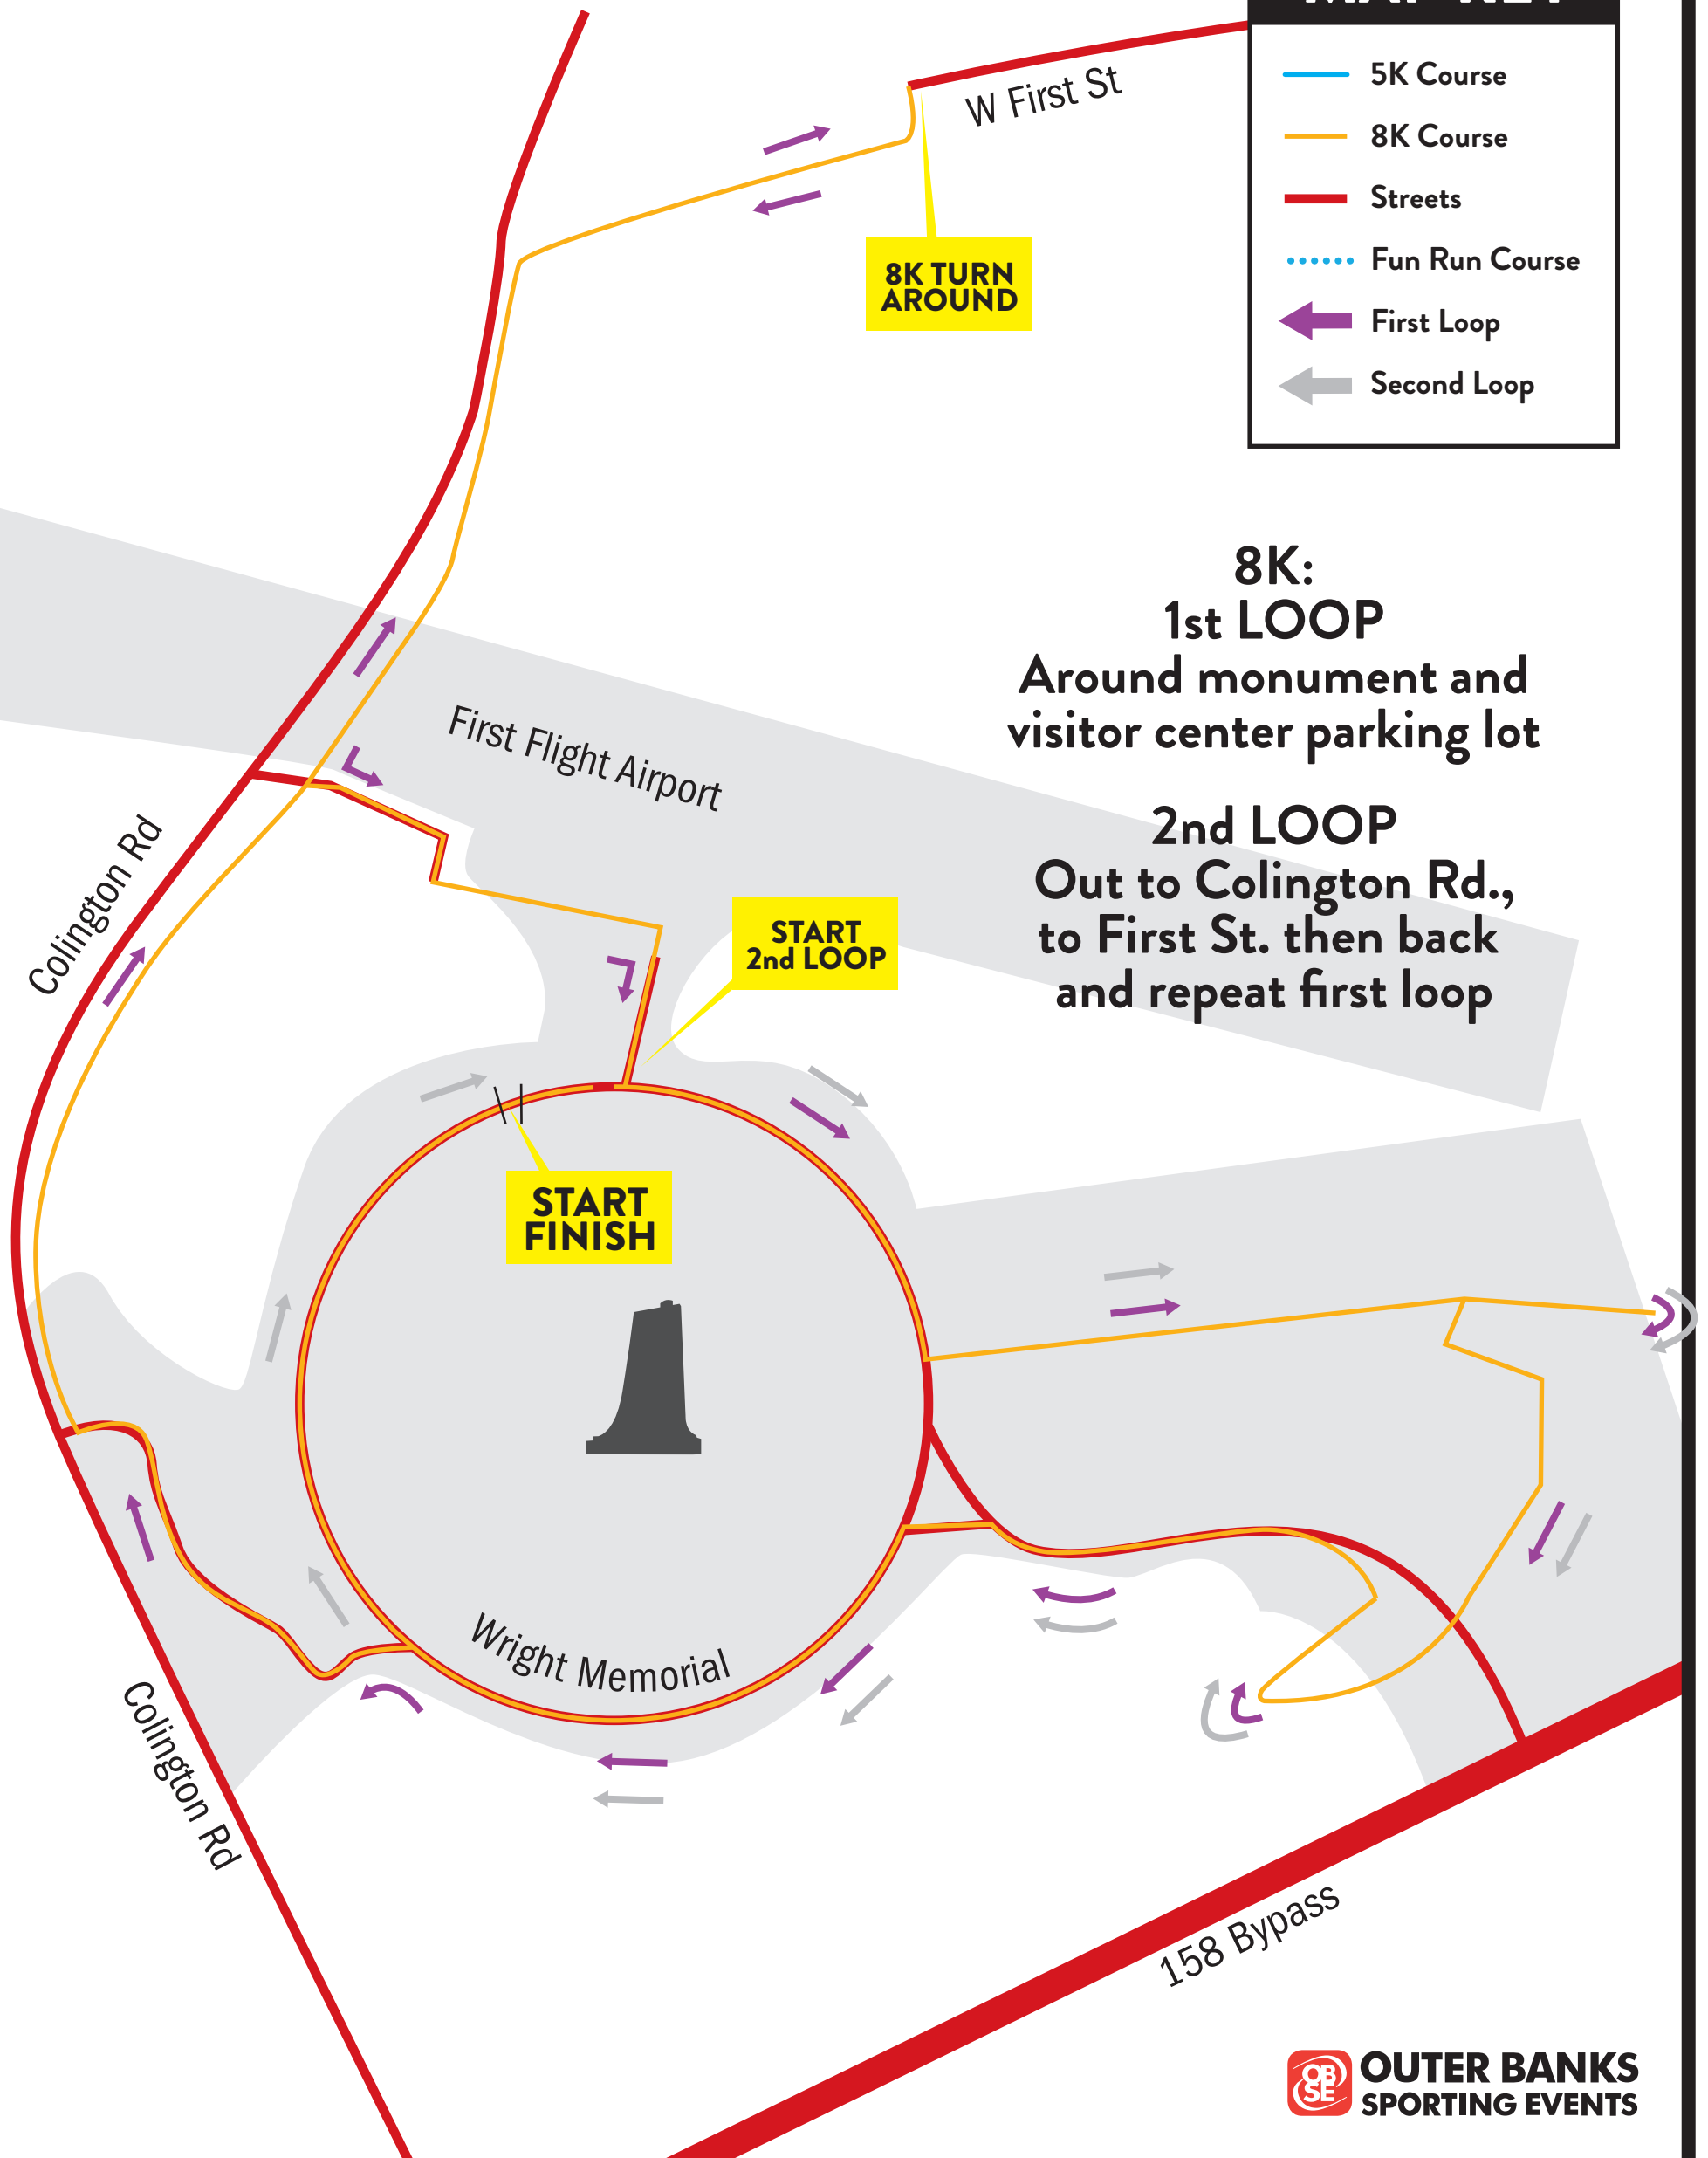 MAP KEY
5K Course
8K Course
Streets
Fun Run Course
First Loop
Second Loop
W First St
8K TURN
AROUND
8K:
1st LOOP
Around monument and
visitor center parking lot
2nd LOOP
Out to Colington Rd.,
to First St. then back
and repeat first loop
First Flight Airport
Colington Rd
START
2nd LOOP
START
FINISH
Wright Memorial
Colington Rd
158 Bypass
OB
SE
OUTER BANKS
SPORTING EVENTS